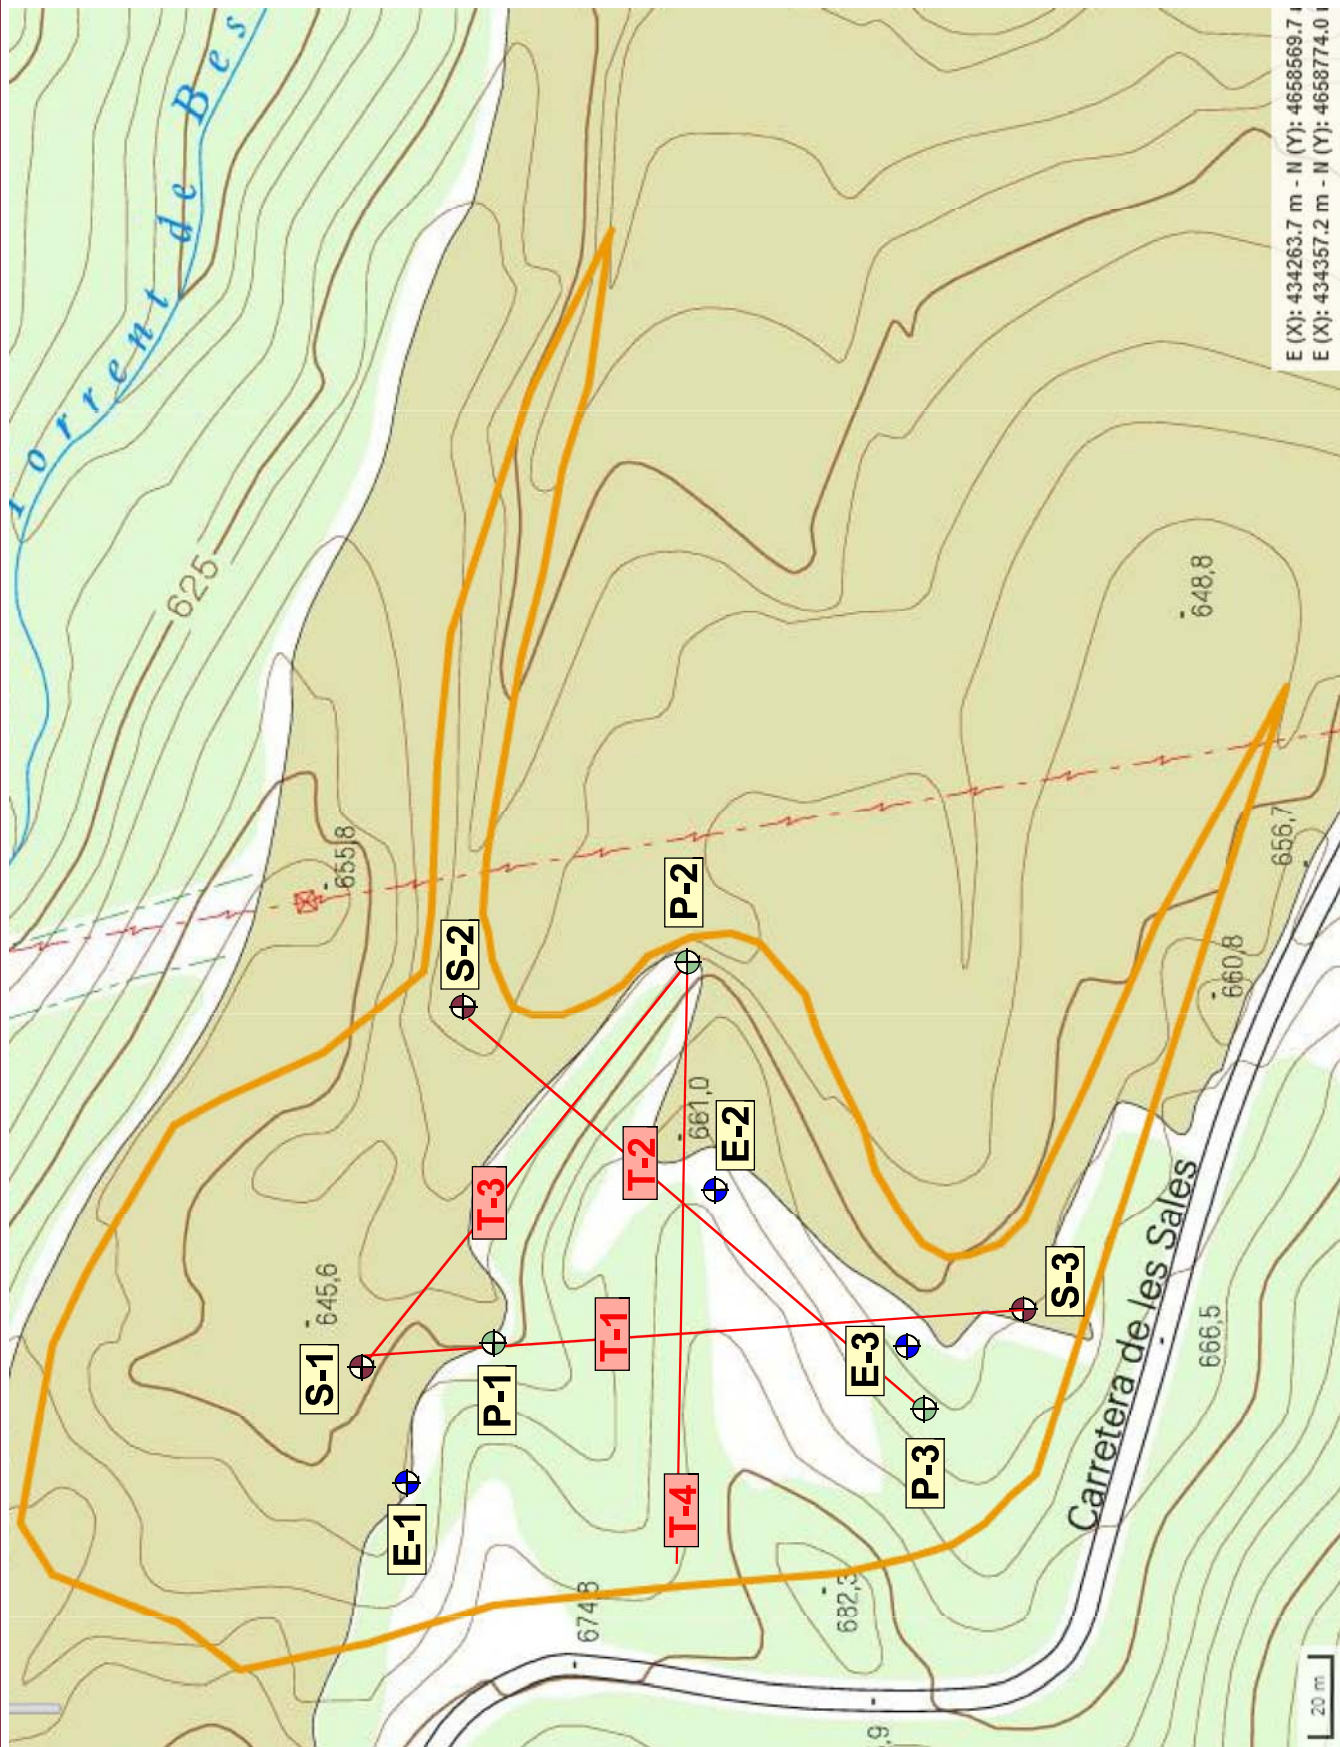 Torrent de Bes
625
655,8
645,6
648,8
656,7
660,8
661,0
666,5
674,8
682,3
,9
S-1
S-2
S-3
P-1
P-2
P-3
E-1
E-2
E-3
T-1
T-2
T-3
T-4
Carretera de les Sales
20 m
E (X): 434263.7 m - N (Y): 4658569.7
E (X): 434357.2 m - N (Y): 4658774.0